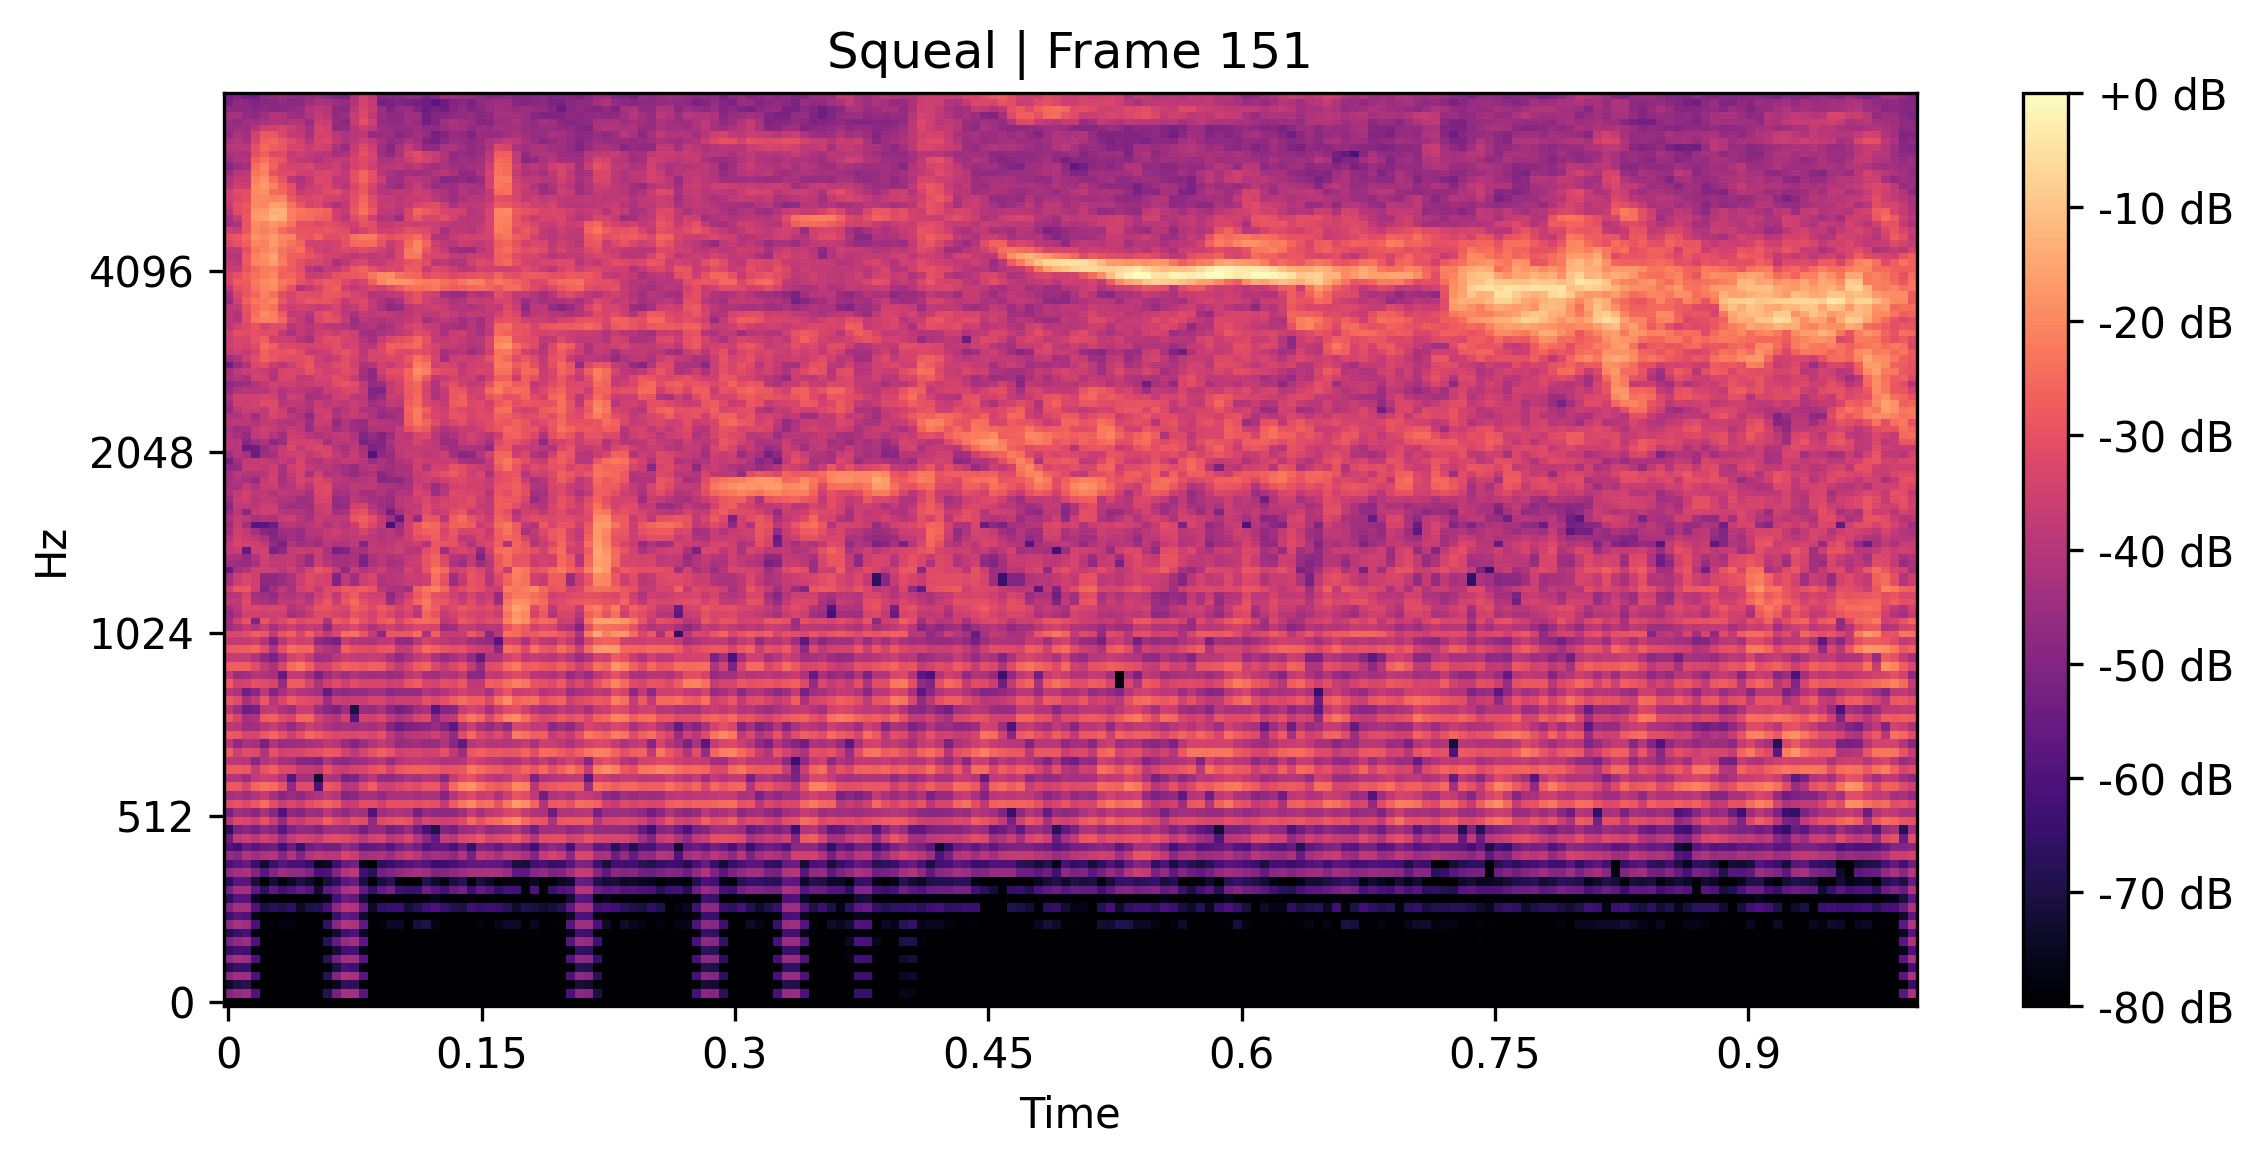 Squeal | Frame 151
+0 dB
-10 dB
-20 dB
-30 dB
-40 dB
-50 dB
-60 dB
-70 dB
-80 dB
Hz
4096
2048
1024
512
0
0 0.15 0.3 0.45 0.6 0.75 0.9
Time